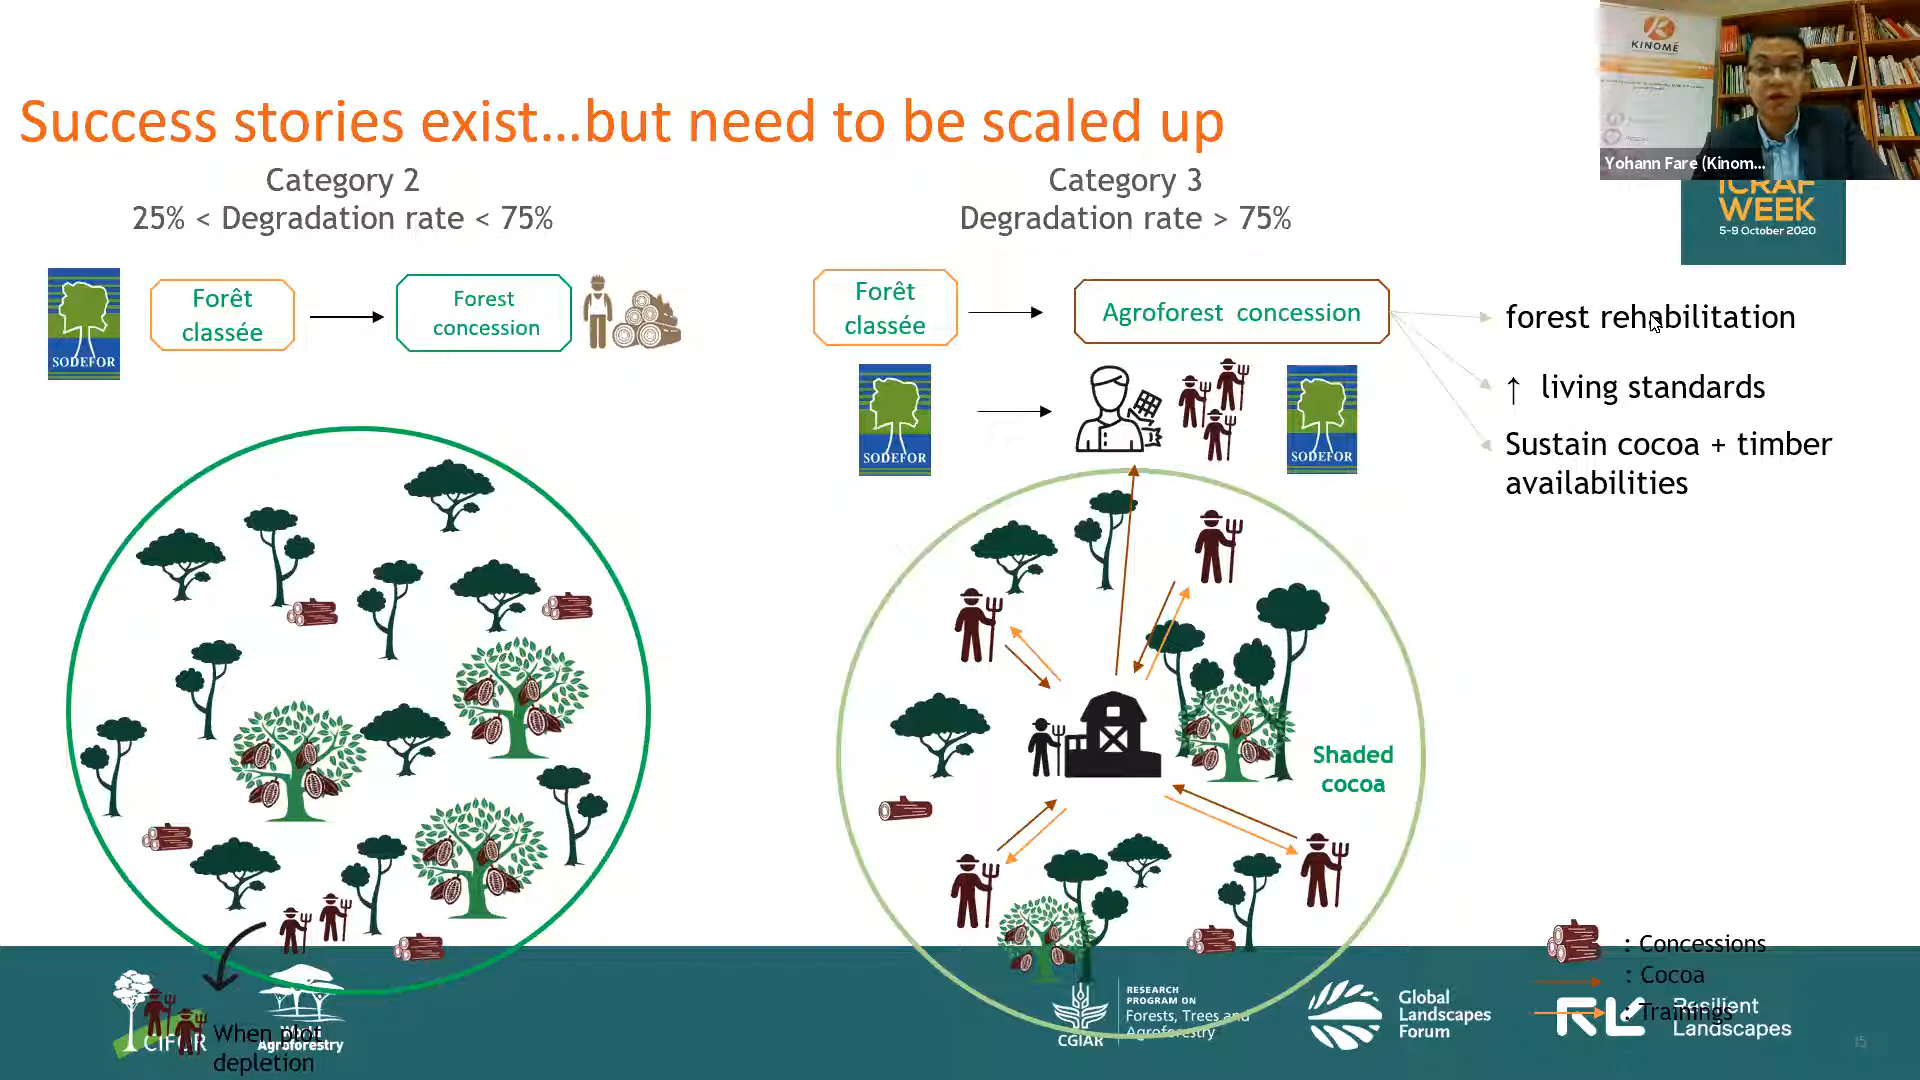 KINOMÉ
Yohann Fare (Kinom...
Success stories exist...but need to be scaled up
ICRAF
WEEK
5-9 October 2020
Category 2
25% < Degradation rate < 75%
SODEFOR
Forêt
classée
Forest
concession
Category 3
Degradation rate > 75%
Forêt
classée
Agroforest concession
SODEFOR
SODEFOR
forest rehabilitation
↑ living standards
Sustain cocoa + timber
availabilities
Shaded
cocoa
: Concessions
: Cocoa
: Trainings
When plot
depletion
CIFOR
Agroforestry
CGIAR
RESEARCH
PROGRAM ON
Forests, Trees and
Agroforestry
Global
Landscapes
Forum
Resilient
Landscapes
15